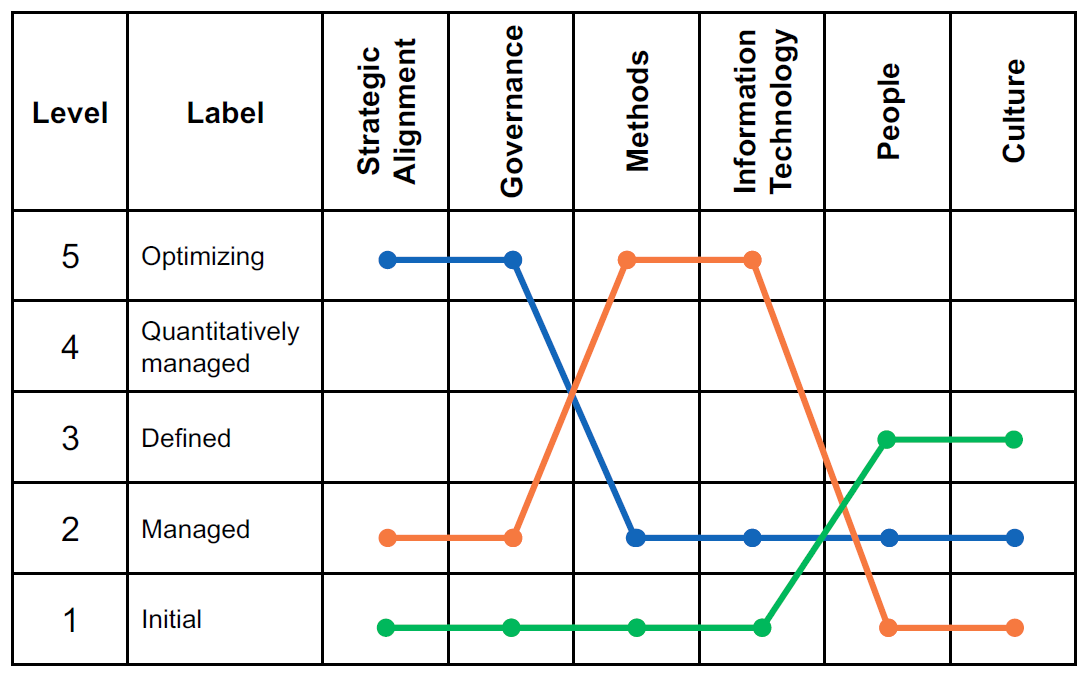 Level
Label
Strategic
Alignment
Governance
Methods
Information
Technology
People
Culture
5
Optimizing
4
Quantitatively
managed
3
Defined
2
Managed
1
Initial